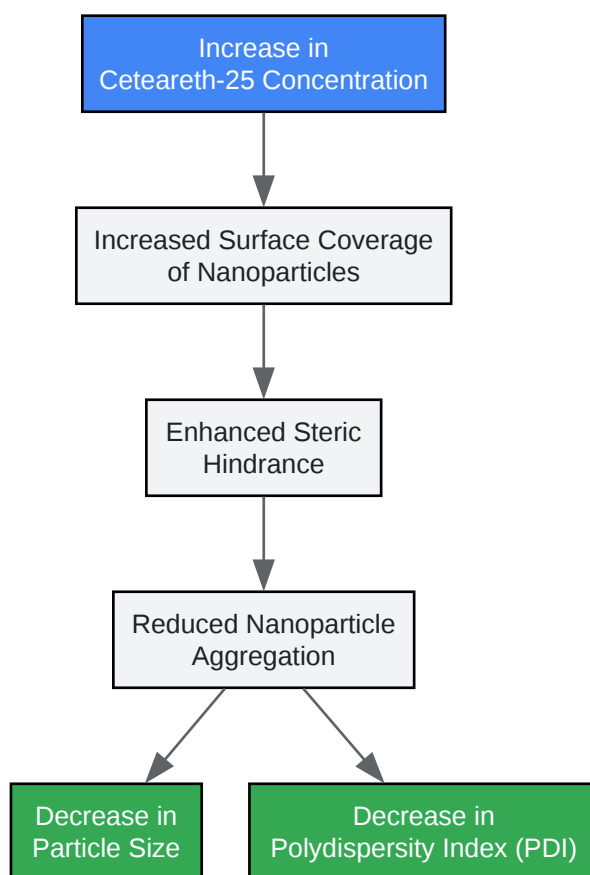 Increase in
Ceteareth-25 Concentration
Increased Surface Coverage
of Nanoparticles
Enhanced Steric
Hindrance
Reduced Nanoparticle
Aggregation
Decrease in
Particle Size
Decrease in
Polydispersity Index (PDI)